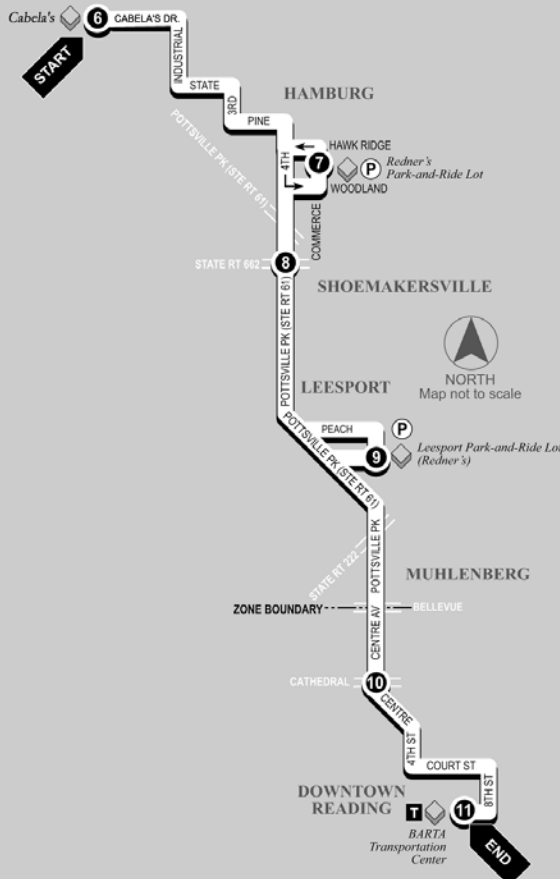 Cabela's
6
CABELA'S DR.
START
INDUSTRIAL
STATE
3RD
HAMBURG
PINE
POTTSVILLE PK (STE RT 61)
4TH
HAWK RIDGE
7
P
Redner's
Park-and-Ride Lot
WOODLAND
COMMERCE
STATE RT 662
8
SHOEMAKERSVILLE
POTTSVILLE PK (STE RT 61)
NORTH
Map not to scale
LEESPORT
PEACH
P
POTTSVILLE PK (STE RT 61)
9
Leesport Park-and-Ride Lot
(Redner's)
STATE RT 222
POTTSVILLE PK
MUHLENBERG
ZONE BOUNDARY
BELLEVUE
CENTRE AV
CATHEDRAL
10
CENTRE
4TH ST
COURT ST
8TH ST
DOWNTOWN
READING
T
11
BARTA
Transportation
Center
END